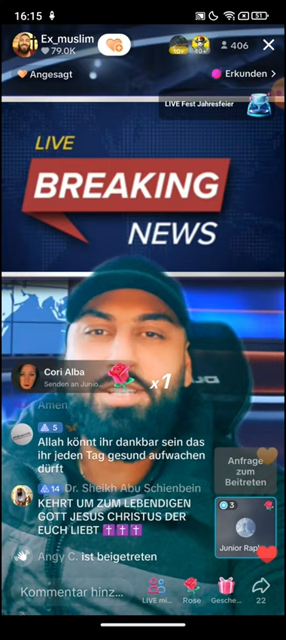 16:15
51
Ex_muslim
79.0K
10+
10+
406
Angesagt
Erkunden
LIVE Fest Jahresfeier
LIVE
BREAKING
NEWS
Cori Alba
Senden an Junio...
x1
Amen
5
Allah könnt ihr dankbar sein das
ihr jeden Tag gesund aufwachen
dürft
14 Dr. Sheikh Abu Schienbein
KEHRT UM ZUM LEBENDIGEN
GOTT JESUS CHRISTUS DER
EUCH LIEBT ✝️✝️✝️
Angy C. ist beigetreten
Anfrage
zum
Beitreten
3
Kommentar hinz...
LIVE mi...
Rose
Gesche...
22